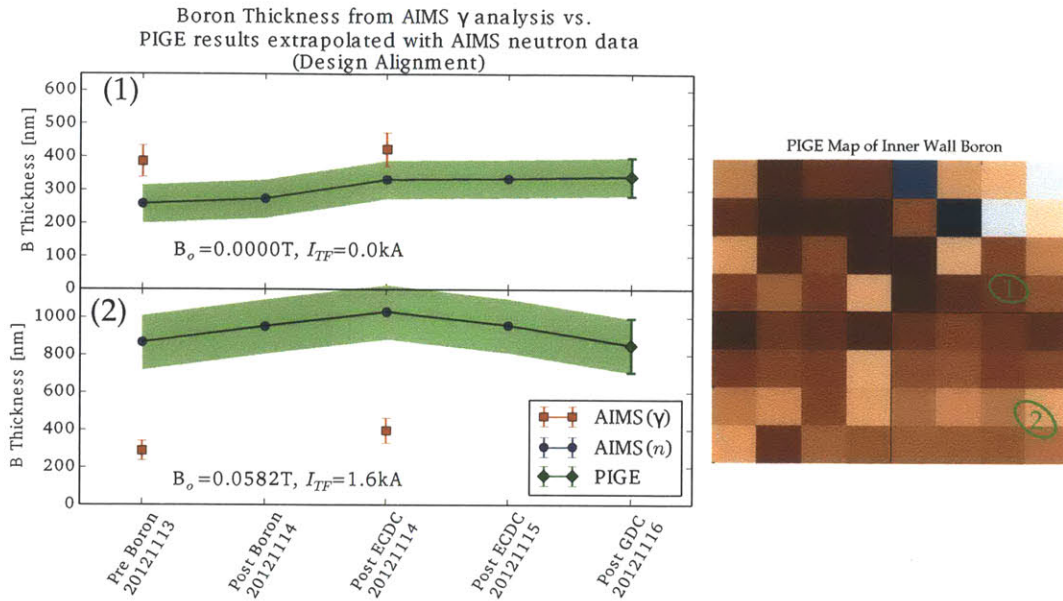 Boron Thickness from AIMS γ analysis vs.
PIGE results extrapolated with AIMS neutron data
(Design Alignment)
(1)
600
500
400
300
200
100
0
B Thickness [nm]
B₀=0.0000T, I_TF=0.0kA
(2)
1000
800
600
400
200
0
B Thickness [nm]
B₀=0.0582T, I_TF=1.6kA
AIMS(γ)
AIMS(n)
PIGE
Pre Boron
20121113
Post Boron
20121114
Post ECDC
20121114
Post ECDC
20121115
Post GDC
20121116
PIGE Map of Inner Wall Boron
1
2